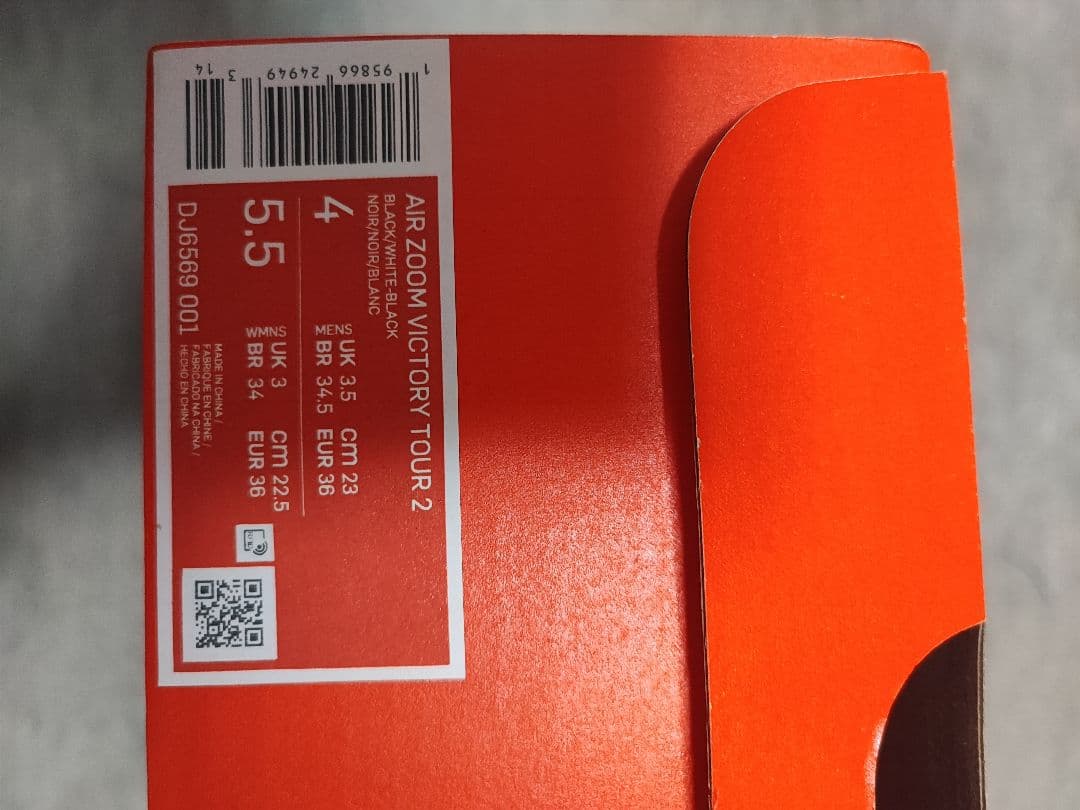 AIR ZOOM VICTORY TOUR 2
BLACK/WHITE-BLACK
NOIR/NOIR/BLANC
4 MENS UK 3.5 cm 23
BR 34.5 EUR 36
5.5 WMNS UK 3 cm 22.5
BR 34 EUR 36
DJ6569 001
MADE IN CHINA /
FABRIQUE EN CHINE /
FABRICADO NA CHINA /
HECHO EN CHINA
1 95866 24949 3 14